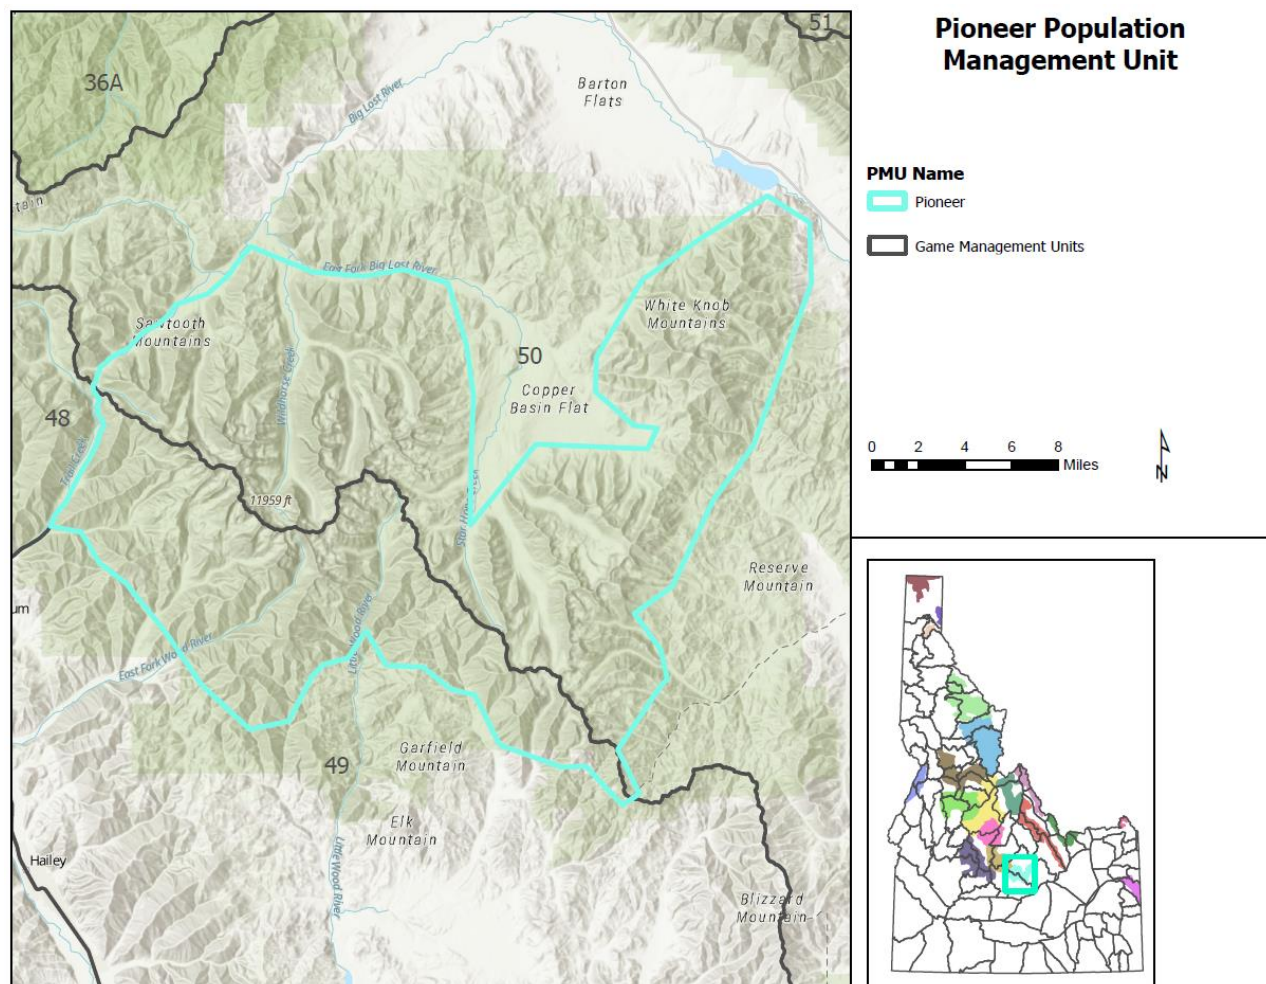 Pioneer Population
Management Unit
PMU Name
Pioneer
Game Management Units
0 2 4 6 8
Miles
N
51
36A
Barton
Flats
Big Lost River
tain
East Fork Big Lost River
White Knob
Mountains
Sawtooth
Mountains
50
Wildhorse Creek
Copper
Basin Flat
48
Trail Creek
11959 ft
Star Hope
Reserve
Mountain
um
Little Wood River
East Fork Wood River
Garfield
Mountain
49
Elk
Mountain
Hailey
Little Wood River
Blizzard
Mountain